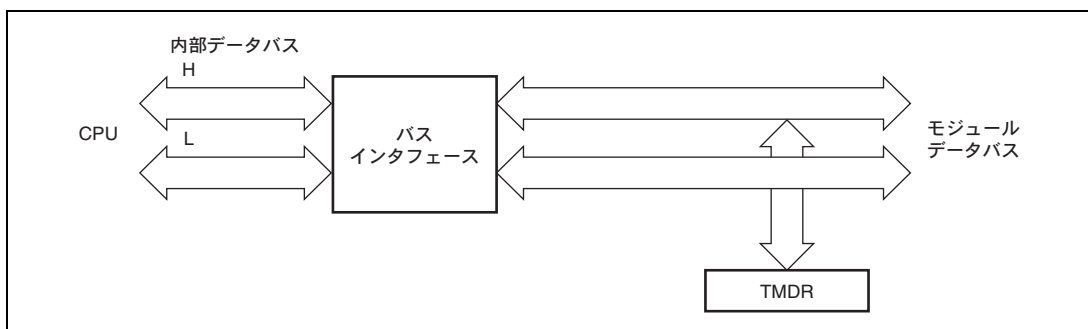 内部データバス
H
CPU
L
バス
インタフェース
モジュール
データバス
TMDR